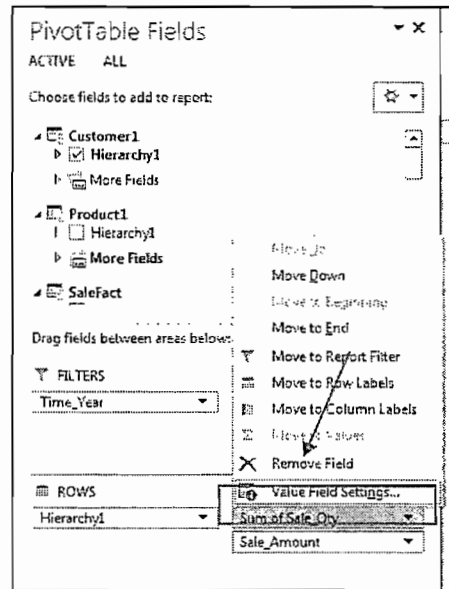 PivotTable Fields
ACTIVE ALL
Choose fields to add to report:
Customer1
Hierarchy1
More Fields
Product1
Hierarchy1
More Fields
SaleFact
Drag fields between areas below:
FILTERS
Time_Year
ROWS
Hierarchy1
Move Up
Move Down
Move to Beginning
Move to End
Move to Report Filter
Move to Row Labels
Move to Column Labels
Move to Values
Remove Field
Value Field Settings...
Sum of Sale_Qty
Sale_Amount